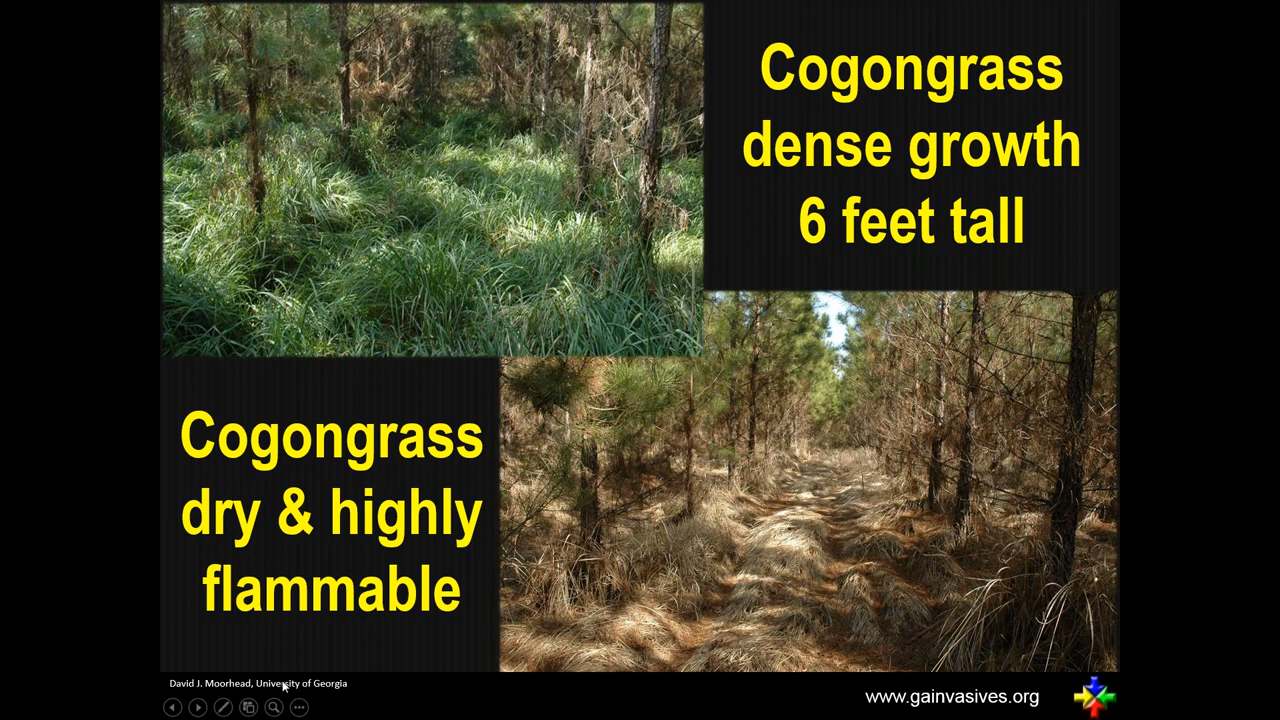 Cogongrass
dense growth
6 feet tall
Cogongrass
dry & highly
flammable
David J. Moorhead, University of Georgia
www.gainvasives.org